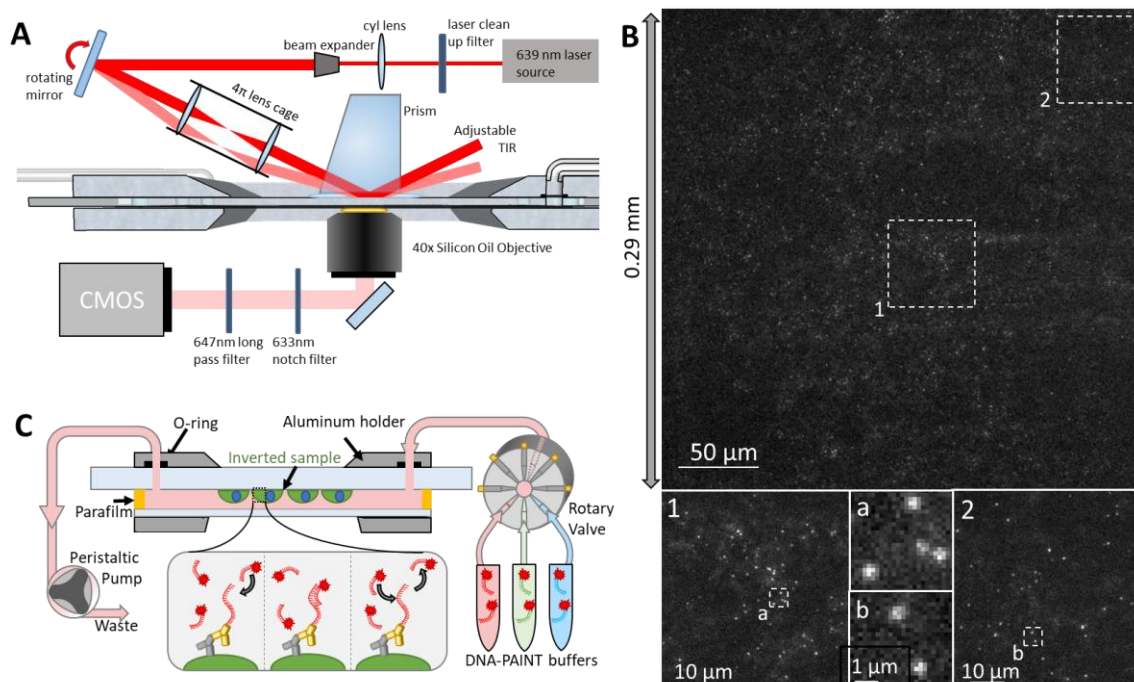 A
cyl lens
laser clean
up filter
beam expander
639 nm laser
source
rotating
mirror
4π lens cage
Prism
Adjustable
TIR
40x Silicon Oil Objective
CMOS
647nm long
pass filter
633nm
notch filter
B
2
1
0.29 mm
50 µm
1
a
10 µm
a
b
1 µm
2
b
10 µm
C
O-ring
Aluminum holder
Inverted sample
Parafilm
Rotary
Valve
Peristaltic
Pump
Waste
DNA-PAINT buffers